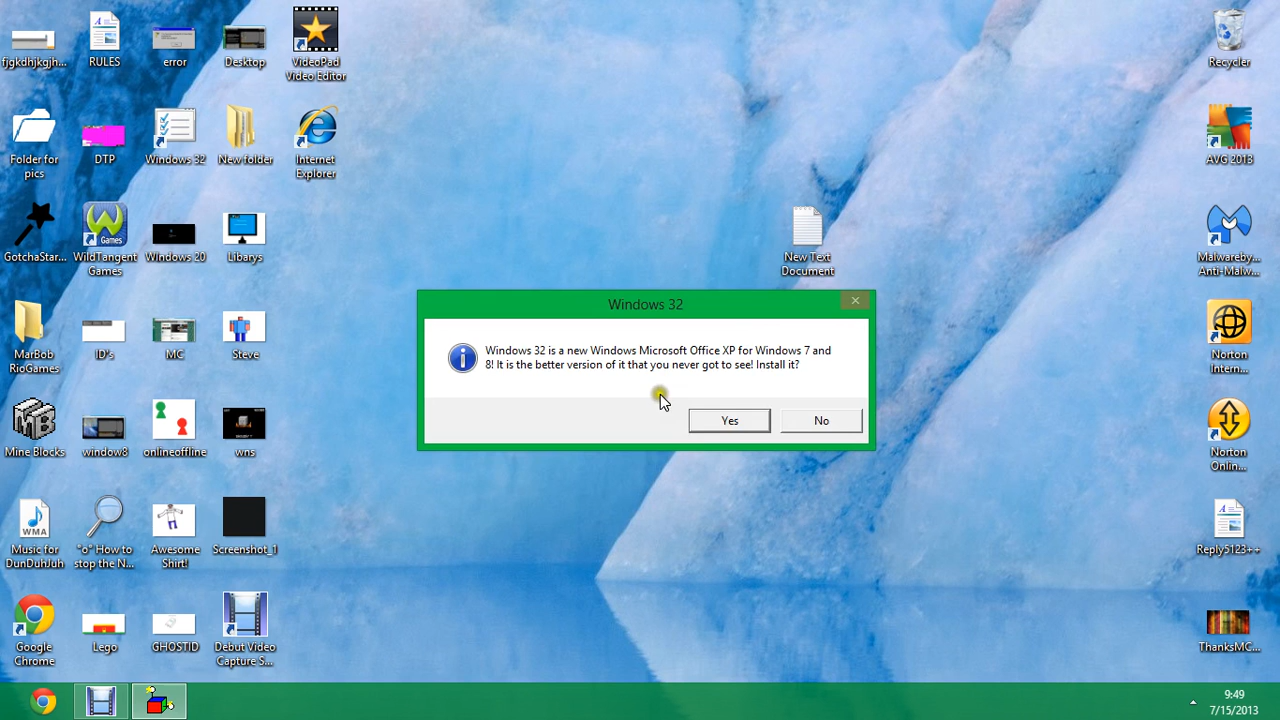 fjgkdhjkgjh...
RULES
error
Desktop
VideoPad
Video Editor
Recycler
Folder for
pics
DTP
Windows 32
New folder
Internet
Explorer
AVG 2013
GotchaStar...
Games
WildTangent
Games
Windows 20
Libarys
New Text
Document
Malwareby...
Anti-Malw...
Windows 32
Windows 32 is a new Windows Microsoft Office XP for Windows 7 and
8! It is the better version of it that you never got to see! Install it?
Yes
No
MarBob
RioGames
ID's
MC
Steve
Norton
Intern...
MB
Mine Blocks
window8
onlineoffline
wns
Norton
Onlin...
WMA
Music for
DunDuhJuh
"o" How to
stop the N...
Awesome
Shirt!
Screenshot_1
Reply5123++
Google
Chrome
Lego
GHOSTID
Debut Video
Capture S...
ThanksMC...
9:49
7/15/2013